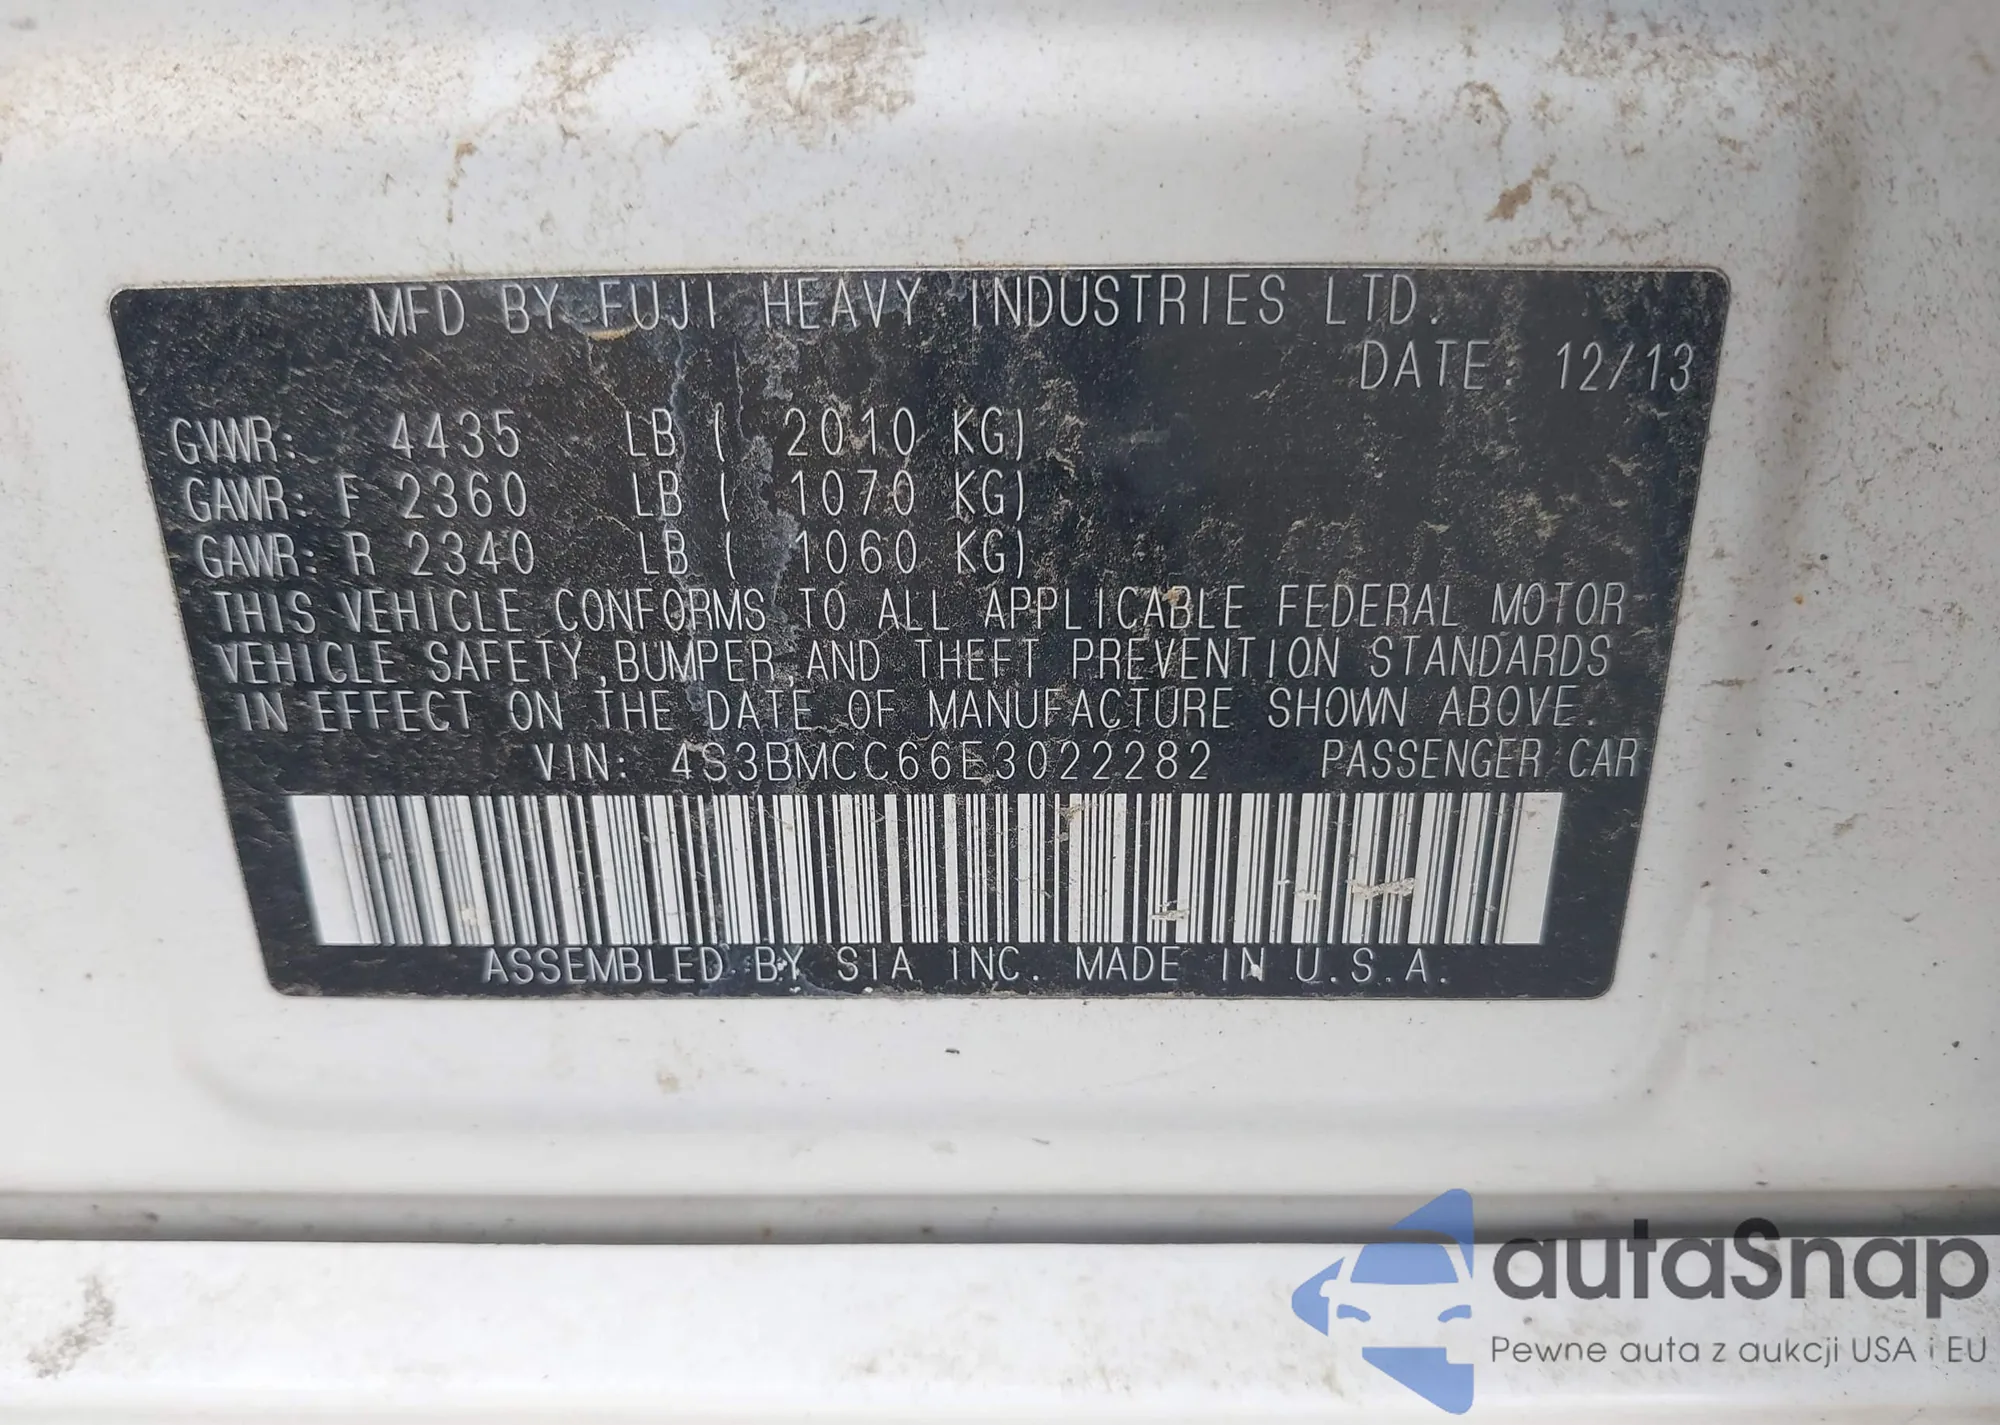 MFD BY FUJI HEAVY INDUSTRIES LTD.
DATE: 12/13
GVWR: 4435 LB ( 2010 KG)
GAWR: F 2360 LB ( 1070 KG)
GAWR: R 2340 LB ( 1060 KG)
THIS VEHICLE CONFORMS TO ALL APPLICABLE FEDERAL MOTOR
VEHICLE SAFETY, BUMPER, AND THEFT PREVENTION STANDARDS
IN EFFECT ON THE DATE OF MANUFACTURE SHOWN ABOVE.
VIN: 4S3BMCC66E3022282 PASSENGER CAR
ASSEMBLED BY SIA INC. MADE IN U.S.A.
autaSnap
Pewne auta z aukcji USA i EU